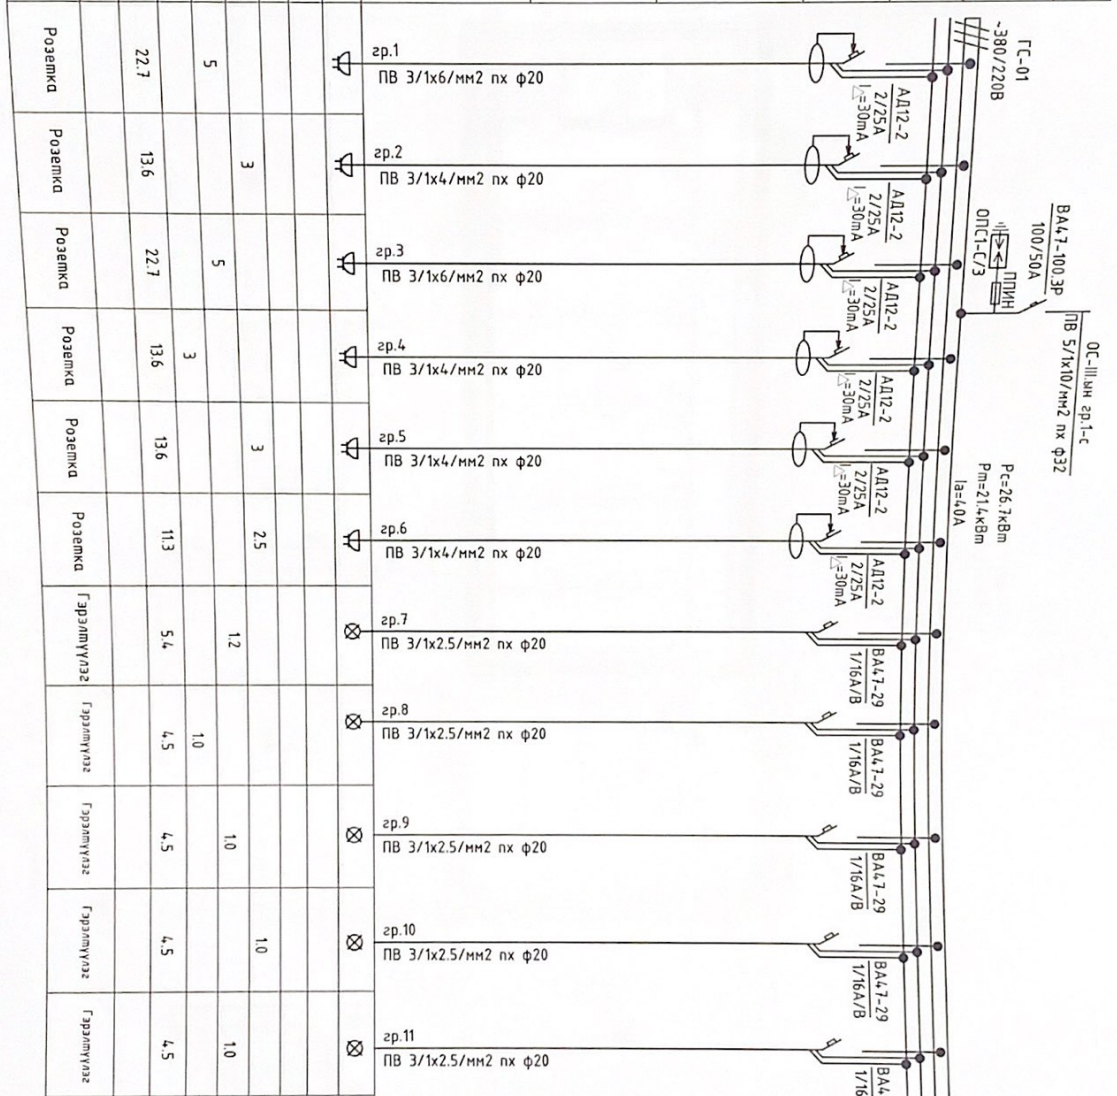 ГС-01
~380/220В
ВА47-100.3Р
100/50А
ОПС1-С/3
ППИН
ОС-III.ын гр.1-с
ПВ 5/1х10/мм2 пх ф32
Рс=26.7кВт
Рт=21.4кВт
Iа=40А
гр.1
ПВ 3/1х6/мм2 пх ф20
АД12-2
2/25А
I△=30mA
5
22.7
Розетка
гр.2
ПВ 3/1х4/мм2 пх ф20
АД12-2
2/25А
I△=30mA
3
13.6
Розетка
гр.3
ПВ 3/1х6/мм2 пх ф20
АД12-2
2/25А
I△=30mA
5
22.7
Розетка
гр.4
ПВ 3/1х4/мм2 пх ф20
АД12-2
2/25А
I△=30mA
3
13.6
Розетка
гр.5
ПВ 3/1х4/мм2 пх ф20
АД12-2
2/25А
I△=30mA
3
13.6
Розетка
гр.6
ПВ 3/1х4/мм2 пх ф20
АД12-2
2/25А
I△=30mA
2.5
11.3
Розетка
гр.7
ПВ 3/1х2.5/мм2 пх ф20
ВА47-29
1/16А/В
1.2
5.4
Гэрэлтүүлэг
гр.8
ПВ 3/1х2.5/мм2 пх ф20
ВА47-29
1/16А/В
1.0
4.5
Гэрэлтүүлэг
гр.9
ПВ 3/1х2.5/мм2 пх ф20
ВА47-29
1/16А/В
1.0
4.5
Гэрэлтүүлэг
гр.10
ПВ 3/1х2.5/мм2 пх ф20
ВА47-29
1/16А/В
1.0
4.5
Гэрэлтүүлэг
гр.11
ПВ 3/1х2.5/мм2 пх ф20
ВА4
1/16
1.0
4.5
Гэрэлтүүлэг